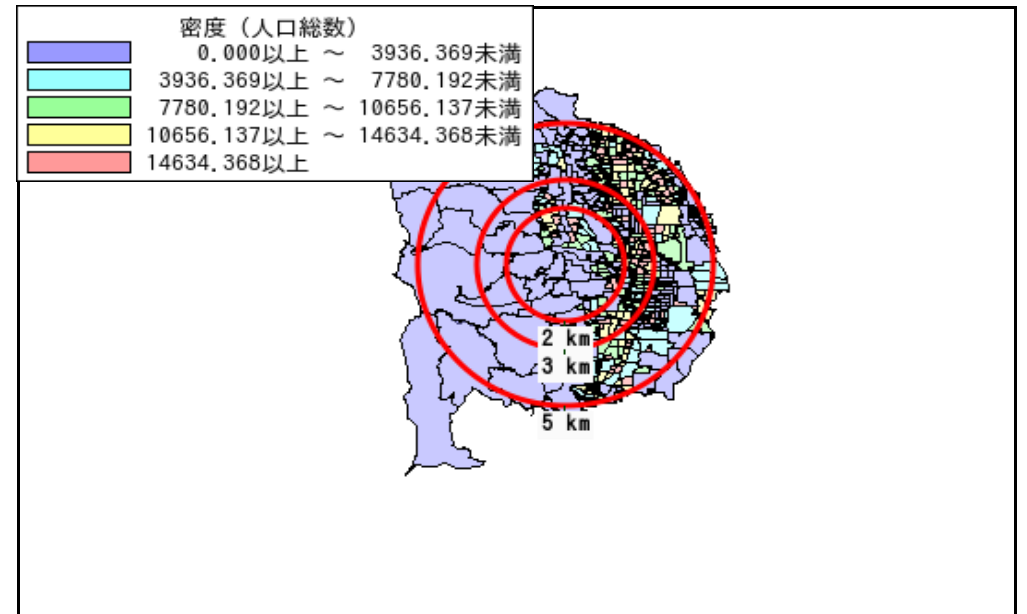 密度（人口総数）
0.000以上 ～ 3936.369未満
3936.369以上 ～ 7780.192未満
7780.192以上 ～ 10656.137未満
10656.137以上 ～ 14634.368未満
14634.368以上
2 km
3 km
5 km